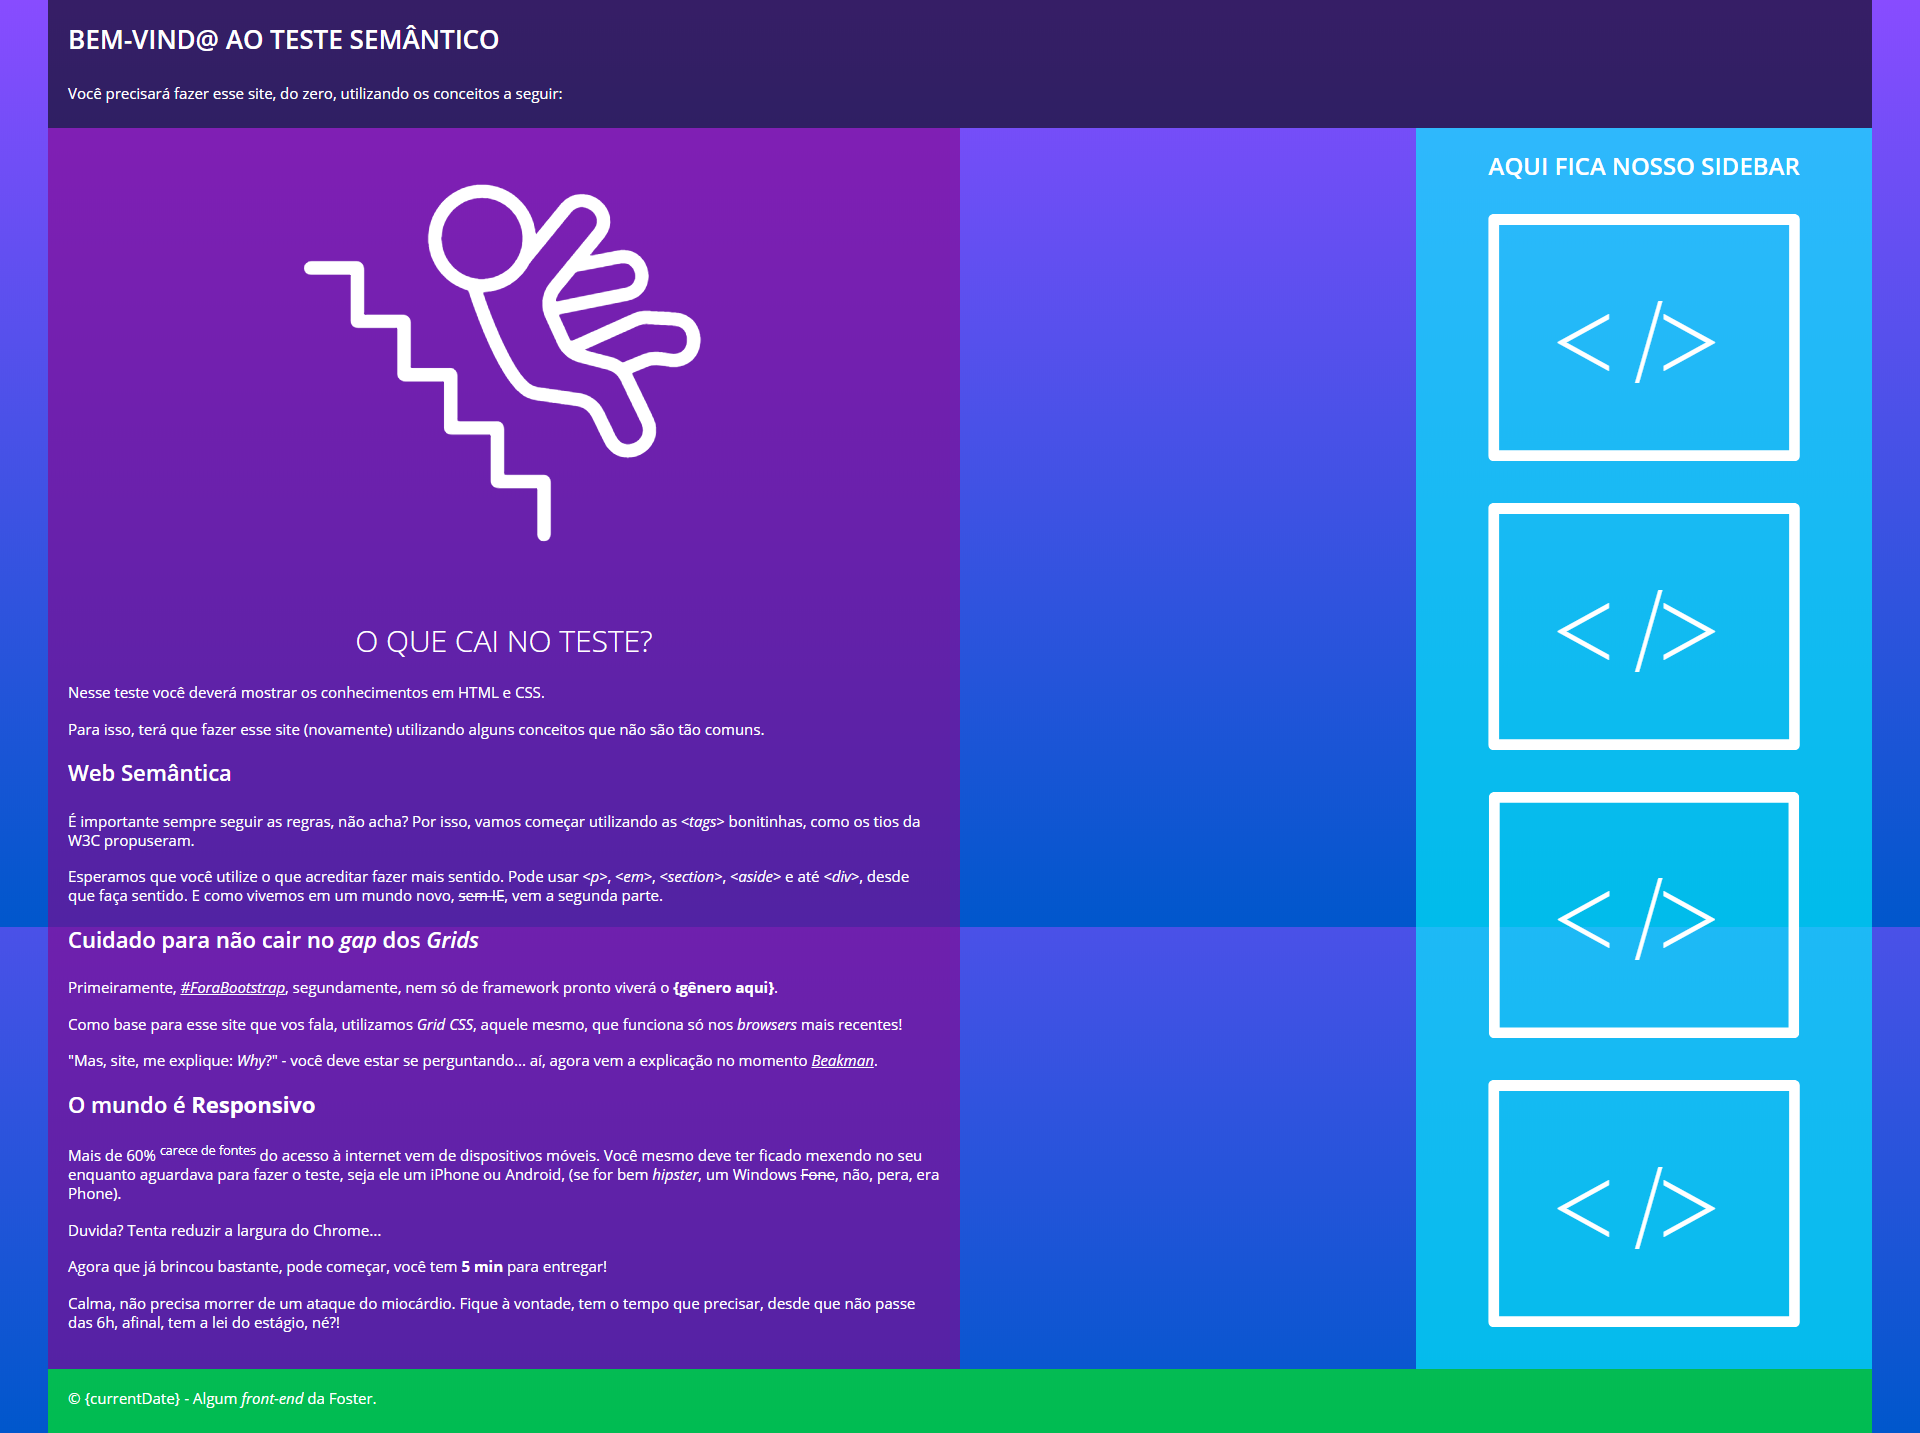 BEM-VIND@ AO TESTE SEMÂNTICO
Você precisará fazer esse site, do zero, utilizando os conceitos a seguir:
O QUE CAI NO TESTE?
Nesse teste você deverá mostrar os conhecimentos em HTML e CSS.
Para isso, terá que fazer esse site (novamente) utilizando alguns conceitos que não são tão comuns.
Web Semântica
É importante sempre seguir as regras, não acha? Por isso, vamos começar utilizando as <tags> bonitinhas, como os tios da
W3C propuseram.
Esperamos que você utilize o que acreditar fazer mais sentido. Pode usar <p>, <em>, <section>, <aside> e até <div>, desde
que faça sentido. E como vivemos em um mundo novo, sem IE, vem a segunda parte.
Cuidado para não cair no gap dos Grids
Primeiramente, #ForaBootstrap, segundamente, nem só de framework pronto viverá o {gênero aqui}.
Como base para esse site que vos fala, utilizamos Grid CSS, aquele mesmo, que funciona só nos browsers mais recentes!
"Mas, site, me explique: Why?" - você deve estar se perguntando... aí, agora vem a explicação no momento Beakman.
O mundo é Responsivo
Mais de 60% carece de fontes do acesso à internet vem de dispositivos móveis. Você mesmo deve ter ficado mexendo no seu
enquanto aguardava para fazer o teste, seja ele um iPhone ou Android, (se for bem hipster, um Windows Fone, não, pera, era
Phone).
Duvida? Tenta reduzir a largura do Chrome...
Agora que já brincou bastante, pode começar, você tem 5 min para entregar!
Calma, não precisa morrer de um ataque do miocárdio. Fique à vontade, tem o tempo que precisar, desde que não passe
das 6h, afinal, tem a lei do estágio, né?!
AQUI FICA NOSSO SIDEBAR
< />
< />
< />
< />
© {currentDate} - Algum front-end da Foster.